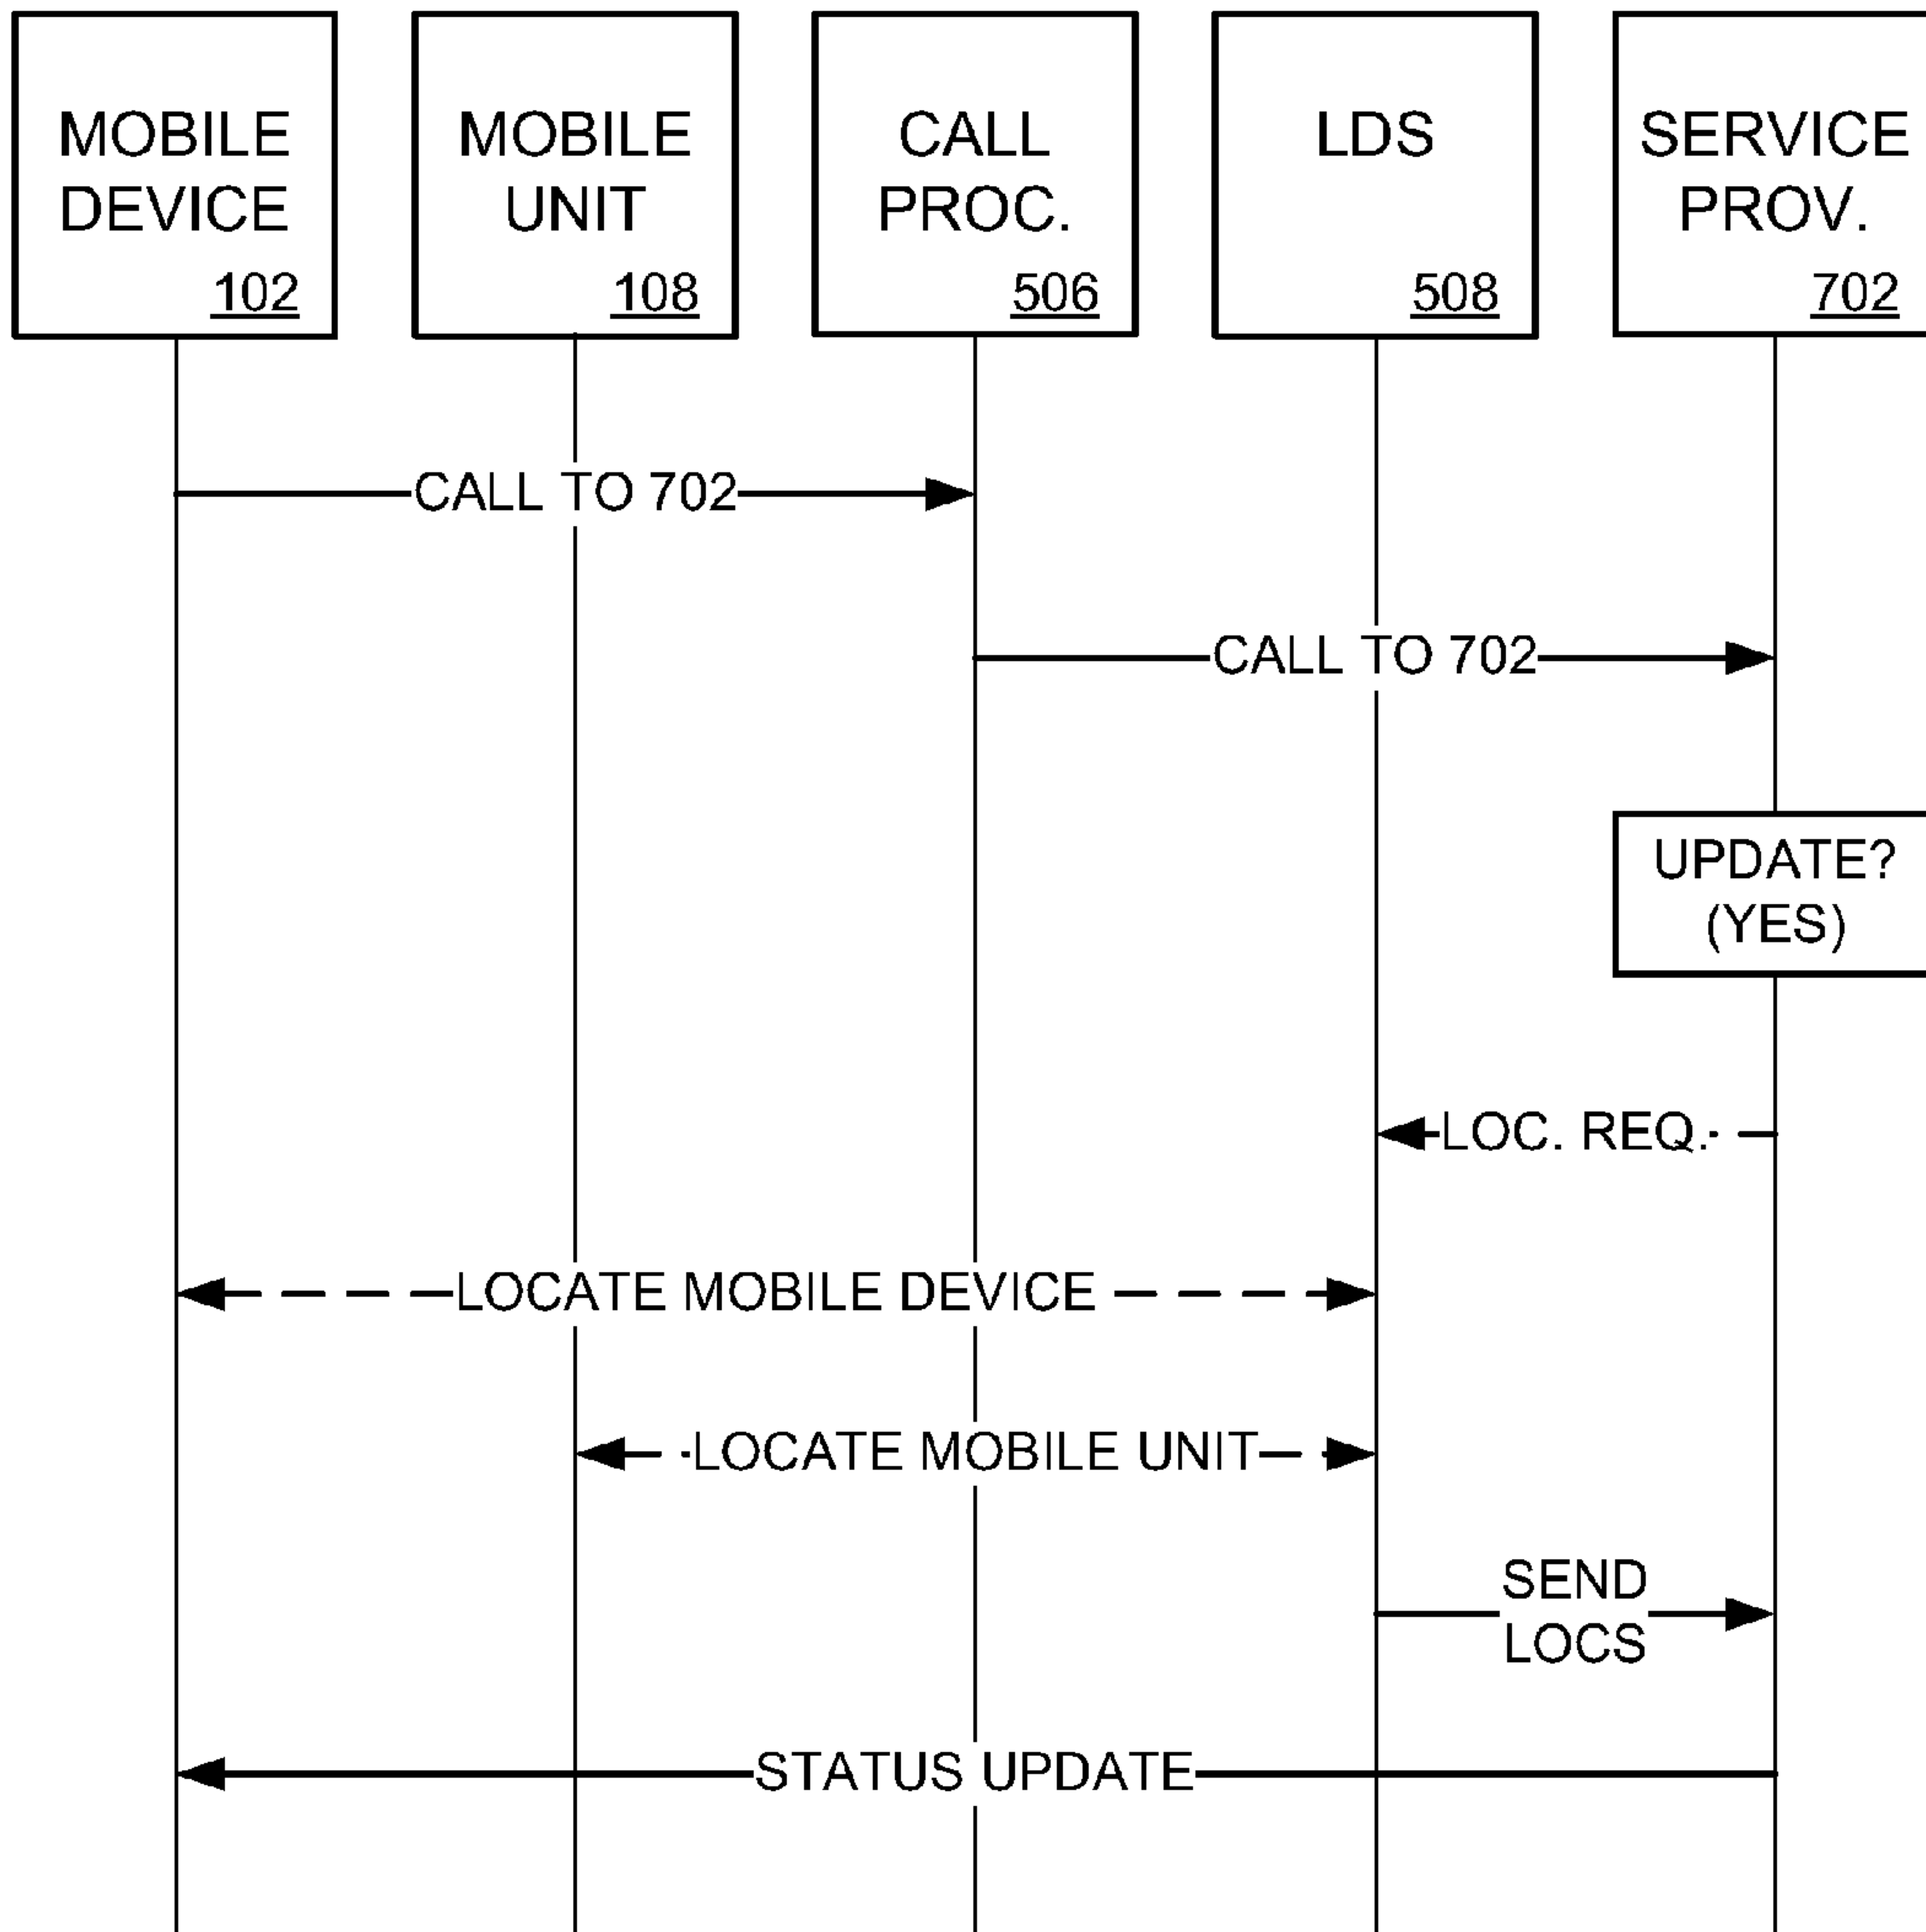 MOBILE
DEVICE
102
MOBILE
UNIT
108
CALL
PROC.
506
LDS
508
SERVICE
PROV.
702
CALL TO 702
CALL TO 702
UPDATE?
(YES)
LOC. REQ.
LOCATE MOBILE DEVICE
LOCATE MOBILE UNIT
SEND
LOCS
STATUS UPDATE